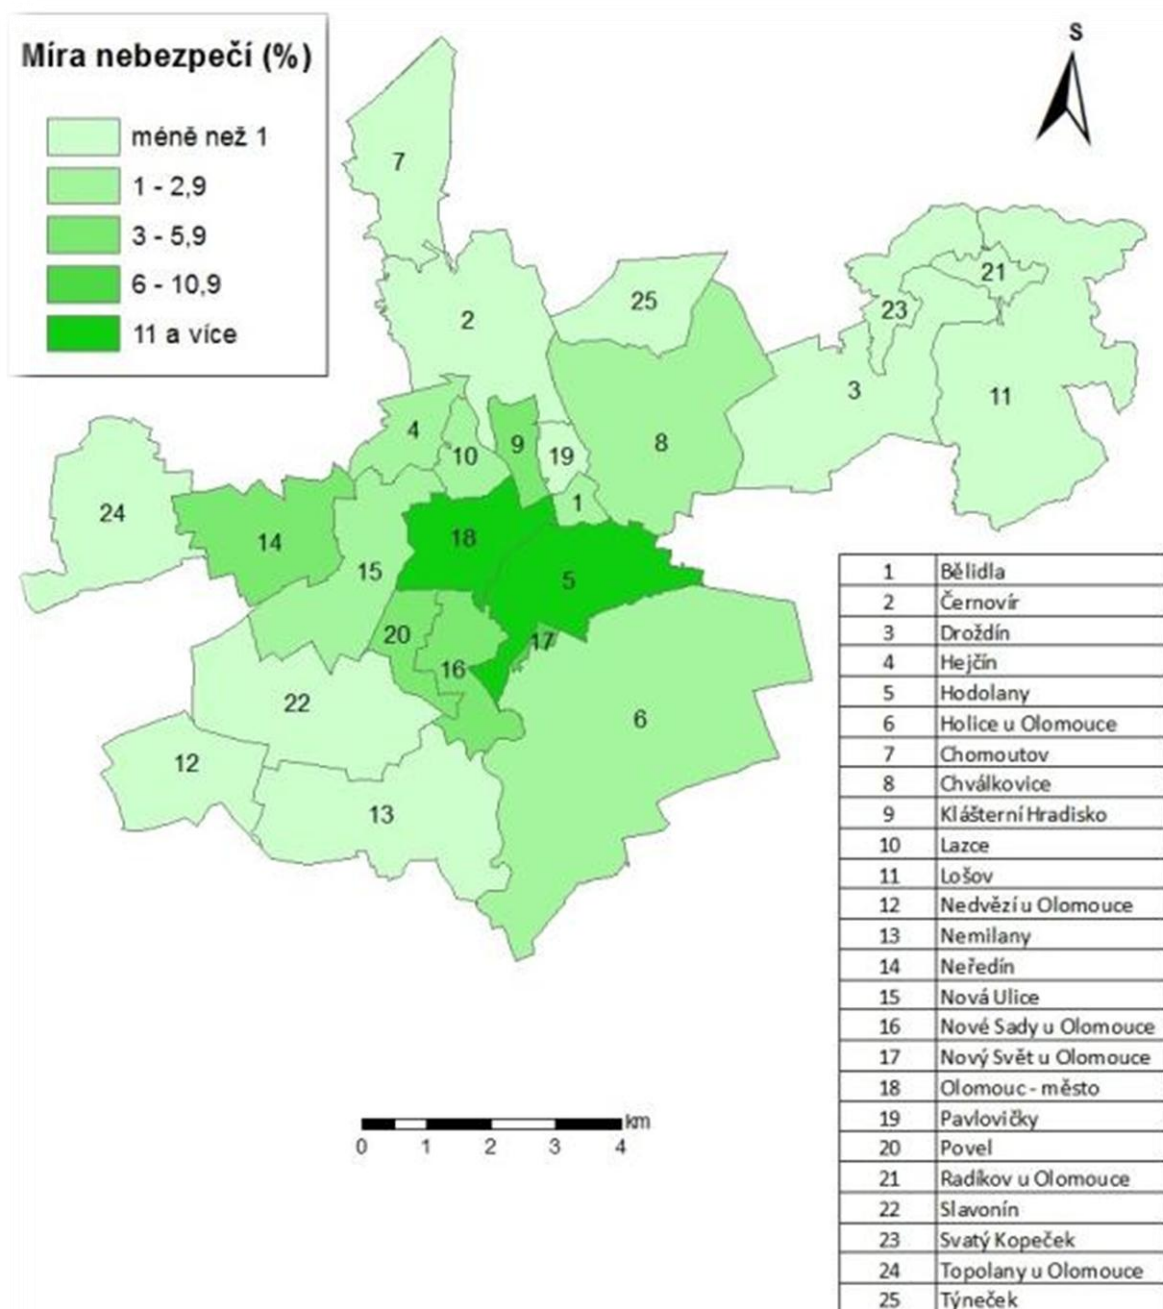 Míra nebezpečí (%)
méně než 1
1 - 2,9
3 - 5,9
6 - 10,9
11 a více
S
7
21
25
23
2
3
11
4
9
8
10
19
24
1
14
18
15
5
20
17
16
22
6
12
13
1 Bělidla
2 Černovír
3 Droždín
4 Hejčín
5 Hodolany
6 Holice u Olomouce
7 Chomoutov
8 Chválkovice
9 Klášterní Hradisko
10 Lazce
11 Lošov
12 Nedvězí u Olomouce
13 Nemilany
14 Neředín
15 Nová Ulice
16 Nové Sady u Olomouce
17 Nový Svět u Olomouce
18 Olomouc - město
19 Pavlovičky
20 Povel
21 Radíkov u Olomouce
22 Slavonín
23 Svatý Kopeček
24 Topolany u Olomouce
25 Týneček
km
0 1 2 3 4